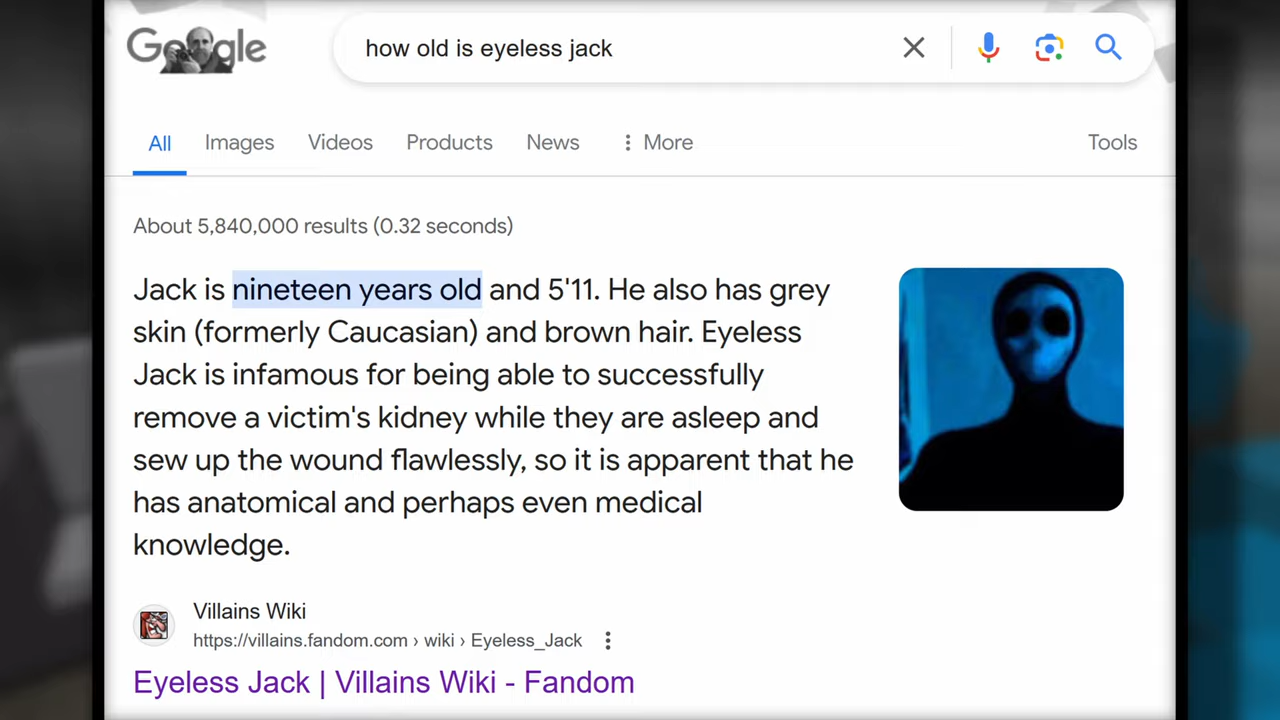 Google
how old is eyeless jack
All Images Videos Products News More Tools
About 5,840,000 results (0.32 seconds)
Jack is nineteen years old and 5'11. He also has grey
skin (formerly Caucasian) and brown hair. Eyeless
Jack is infamous for being able to successfully
remove a victim's kidney while they are asleep and
sew up the wound flawlessly, so it is apparent that he
has anatomical and perhaps even medical
knowledge.
Villains Wiki
https://villains.fandom.com › wiki › Eyeless_Jack
Eyeless Jack | Villains Wiki - Fandom